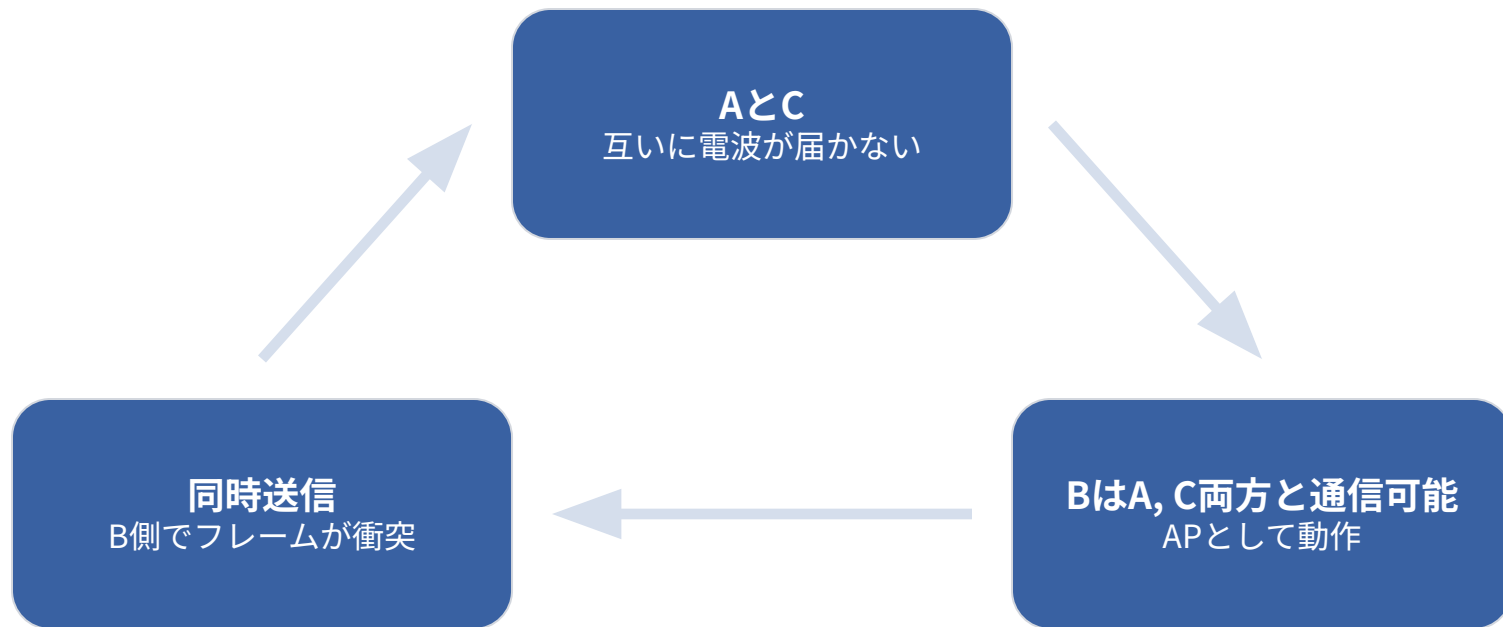 AとC
互いに電波が届かない
同時送信
B側でフレームが衝突
BはA, C両方と通信可能
APとして動作